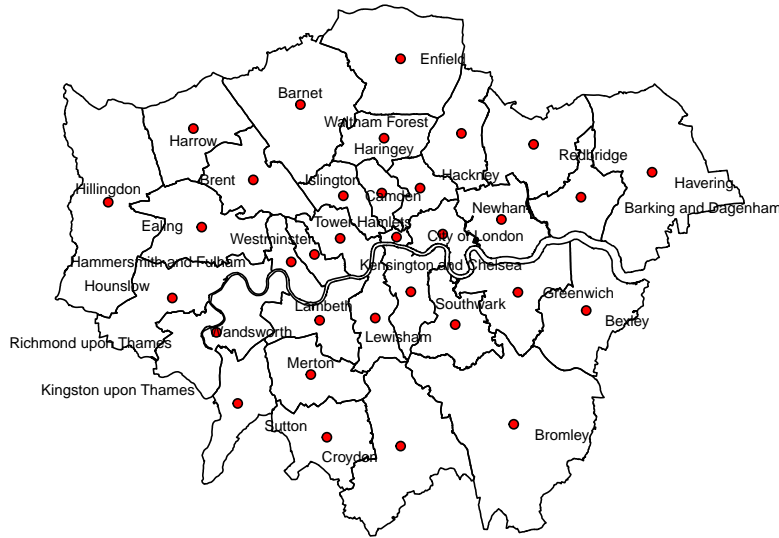 Enfield
Barnet
Waltham Forest
Harrow
Haringey
Redbridge
Hackney
Islington
Brent
Havering
Hillingdon
Camden
Newham
Barking and Dagenham
Tower Hamlets
Ealing
City of London
Westminster
Hammersmith and Fulham
Kensington and Chelsea
Hounslow
Greenwich
Southwark
Lambeth
Bexley
Wandsworth
Lewisham
Richmond upon Thames
Merton
Kingston upon Thames
Sutton
Bromley
Croydon